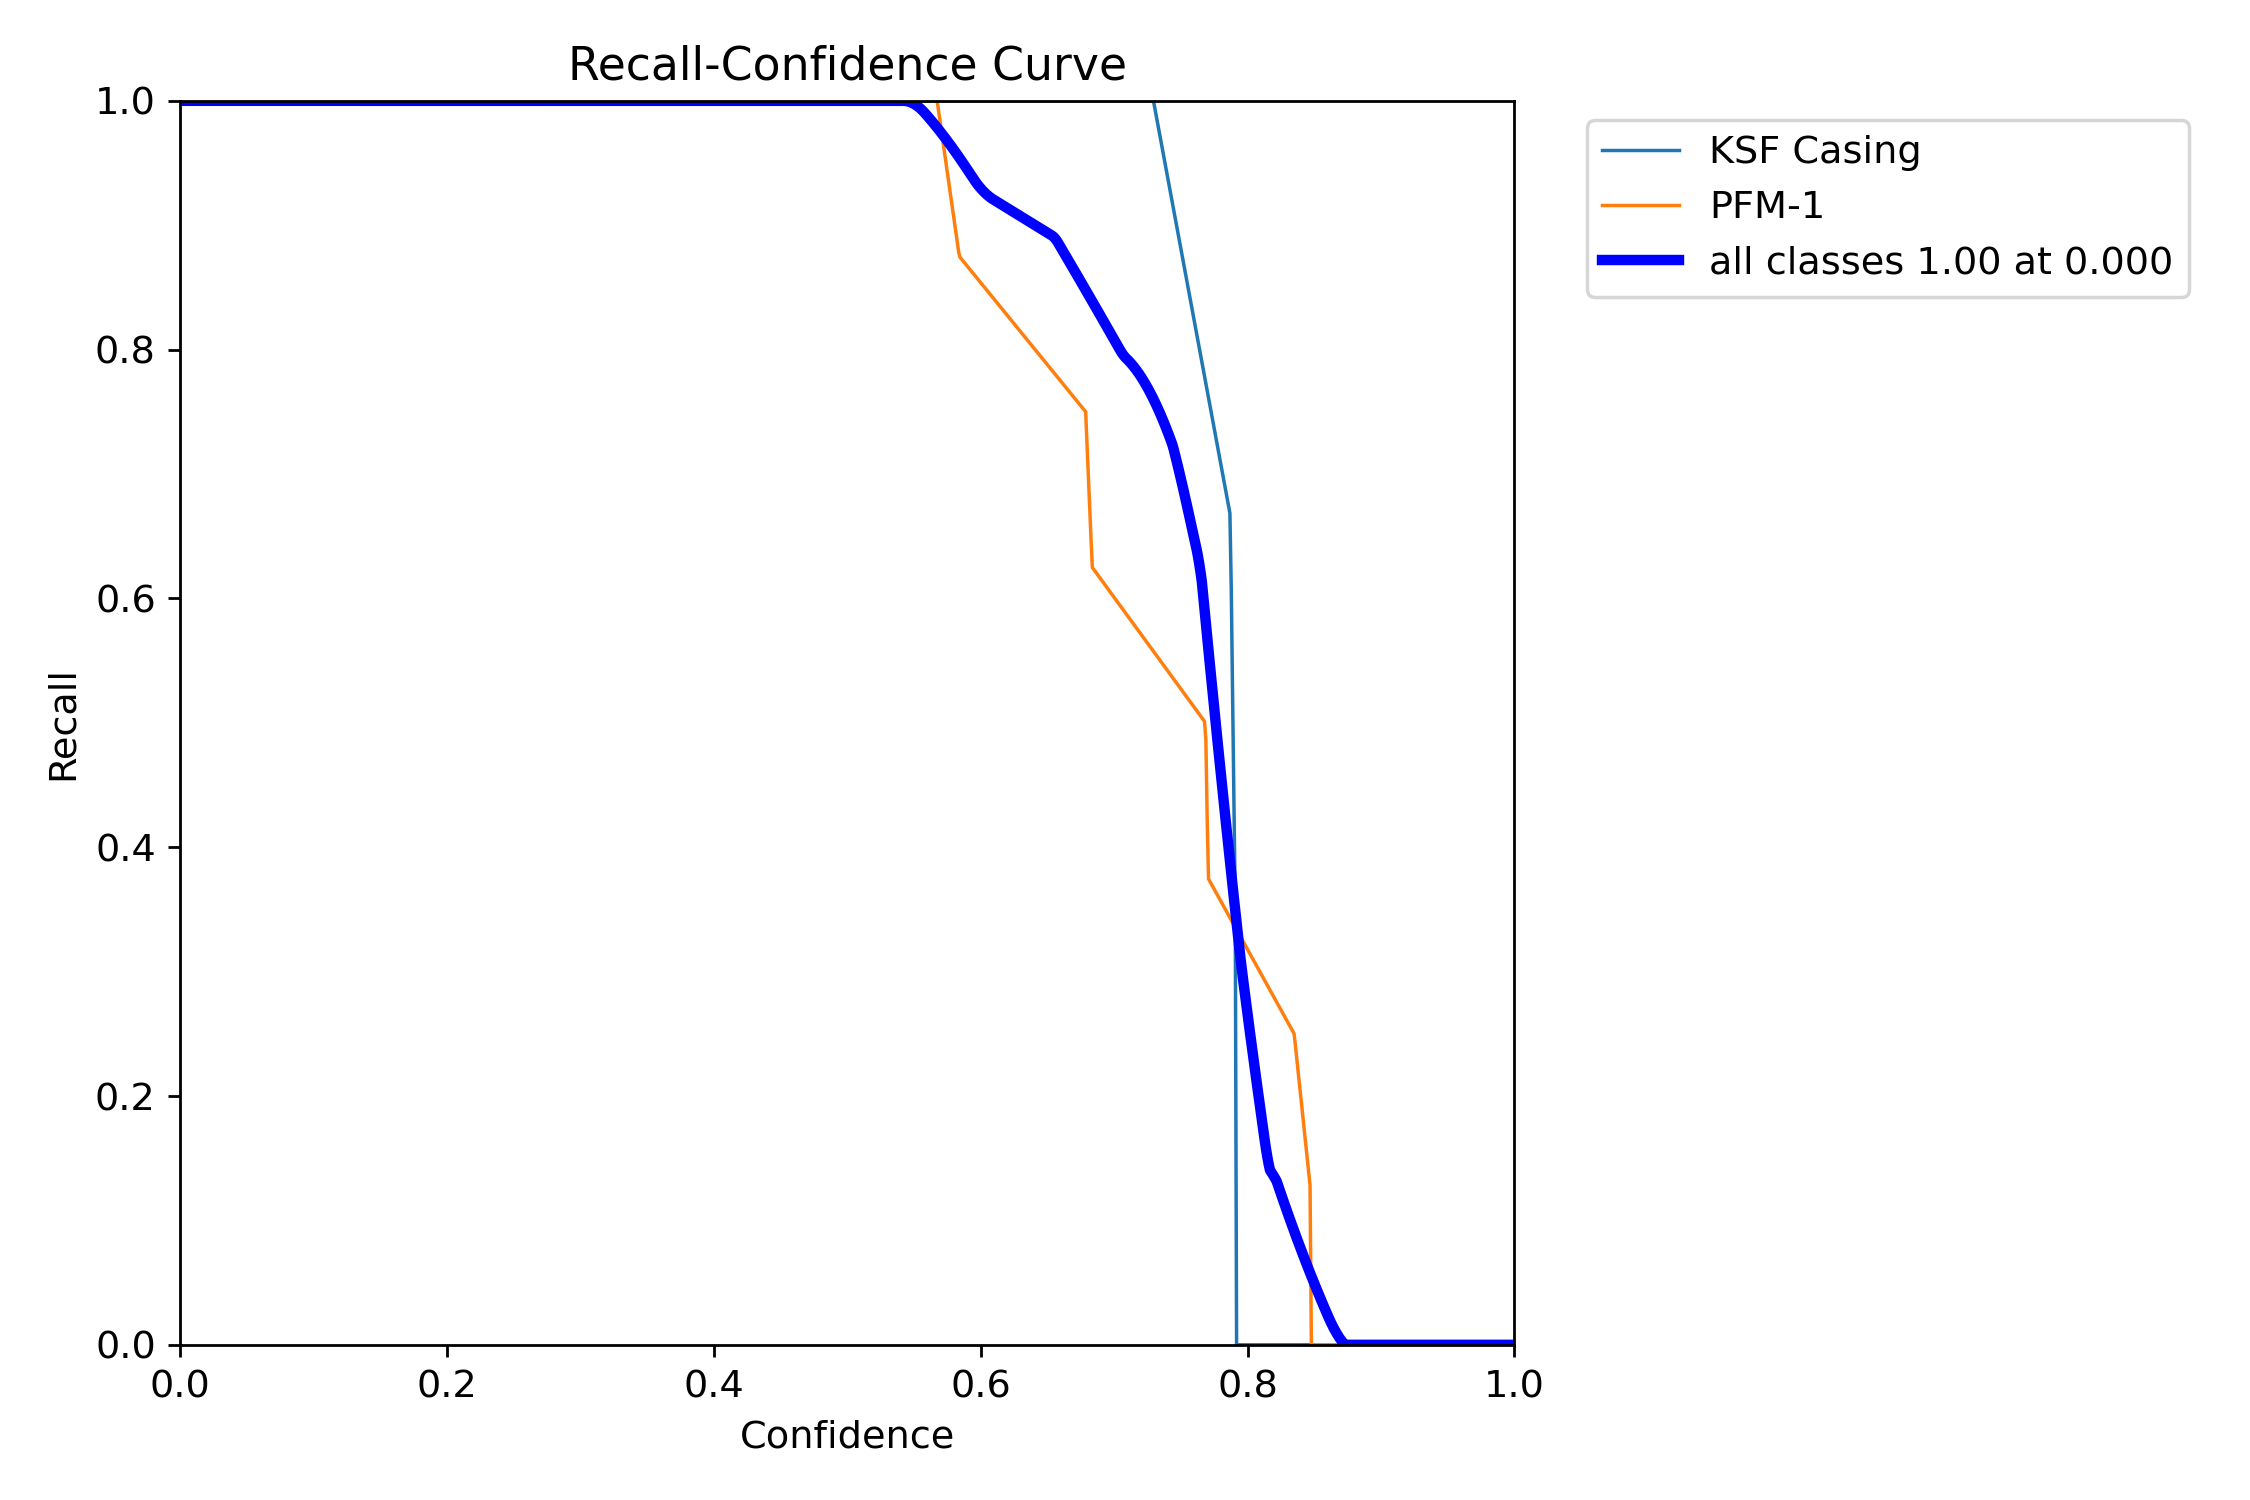 Recall-Confidence Curve
1.0
0.8
0.6
0.4
0.2
0.0
Recall
0.0 0.2 0.4 0.6 0.8 1.0
Confidence
KSF Casing
PFM-1
all classes 1.00 at 0.000